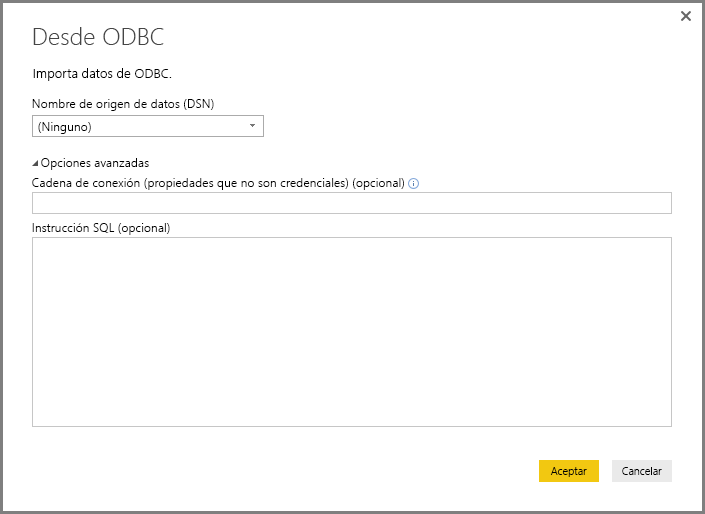 Desde ODBC
Importa datos de ODBC.
Nombre de origen de datos (DSN)
(Ninguno)
Opciones avanzadas
Cadena de conexión (propiedades que no son credenciales) (opcional)
Instrucción SQL (opcional)
Aceptar
Cancelar